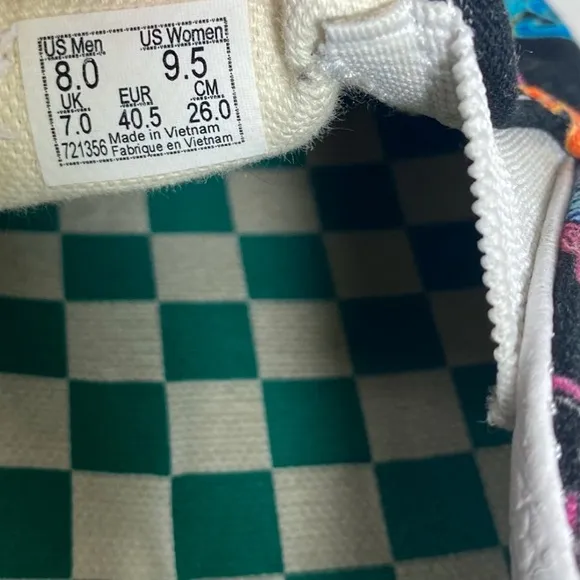 US Men US Women
8.0 9.5
UK EUR CM
7.0 40.5 26.0
Made in Vietnam
721356 Fabrique en Vietnam